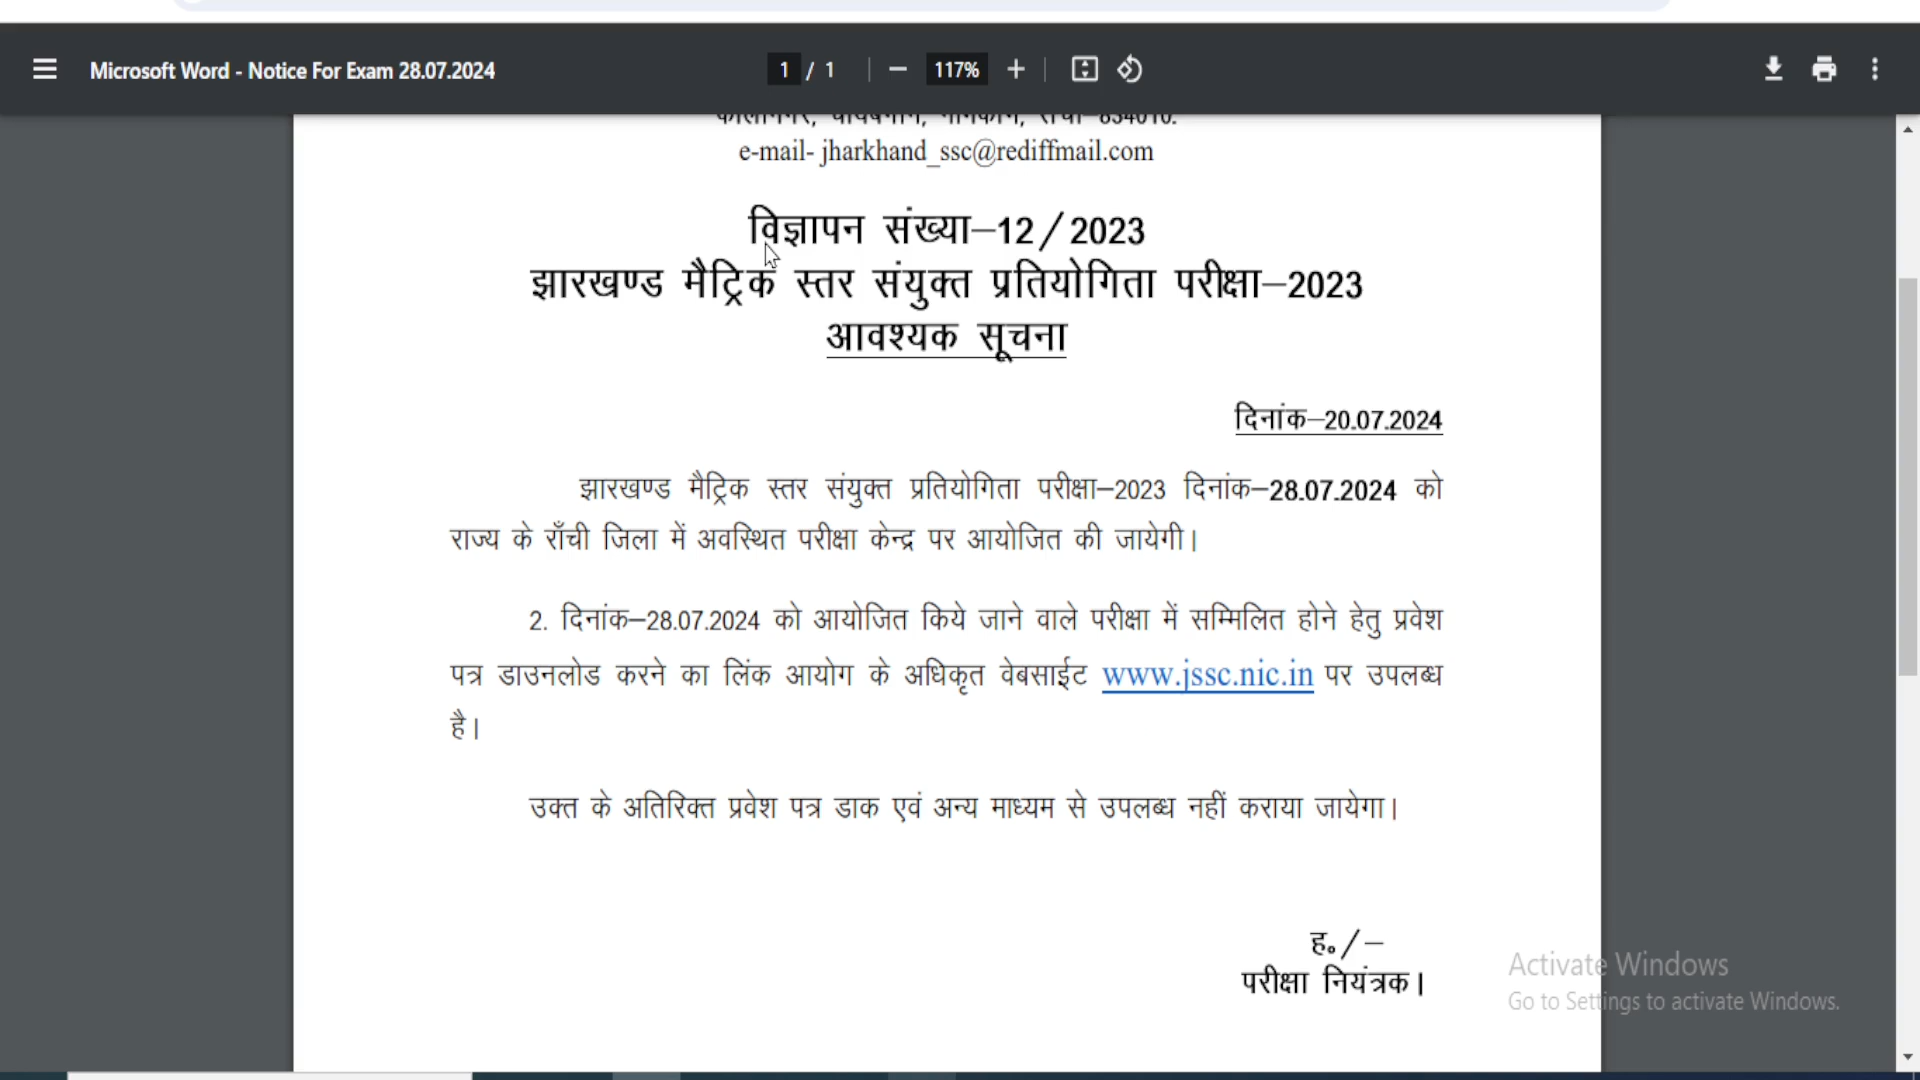 Microsoft Word - Notice For Exam 28.07.2024
1 / 1
117%
e-mail- jharkhand_ssc@rediffmail.com
विज्ञापन संख्या–12/2023
झारखण्ड मैट्रिक स्तर संयुक्त प्रतियोगिता परीक्षा–2023
आवश्यक सूचना
दिनांक–20.07.2024
झारखण्ड मैट्रिक स्तर संयुक्त प्रतियोगिता परीक्षा–2023 दिनांक–28.07.2024 को
राज्य के राँची जिला में अवस्थित परीक्षा केन्द्र पर आयोजित की जायेगी।
2. दिनांक–28.07.2024 को आयोजित किये जाने वाले परीक्षा में सम्मिलित होने हेतु प्रवेश
पत्र डाउनलोड करने का लिंक आयोग के अधिकृत वेबसाईट www.jssc.nic.in पर उपलब्ध
है।
उक्त के अतिरिक्त प्रवेश पत्र डाक एवं अन्य माध्यम से उपलब्ध नहीं कराया जायेगा।
ह॰/–
परीक्षा नियंत्रक।
Activate Windows
Go to Settings to activate Windows.